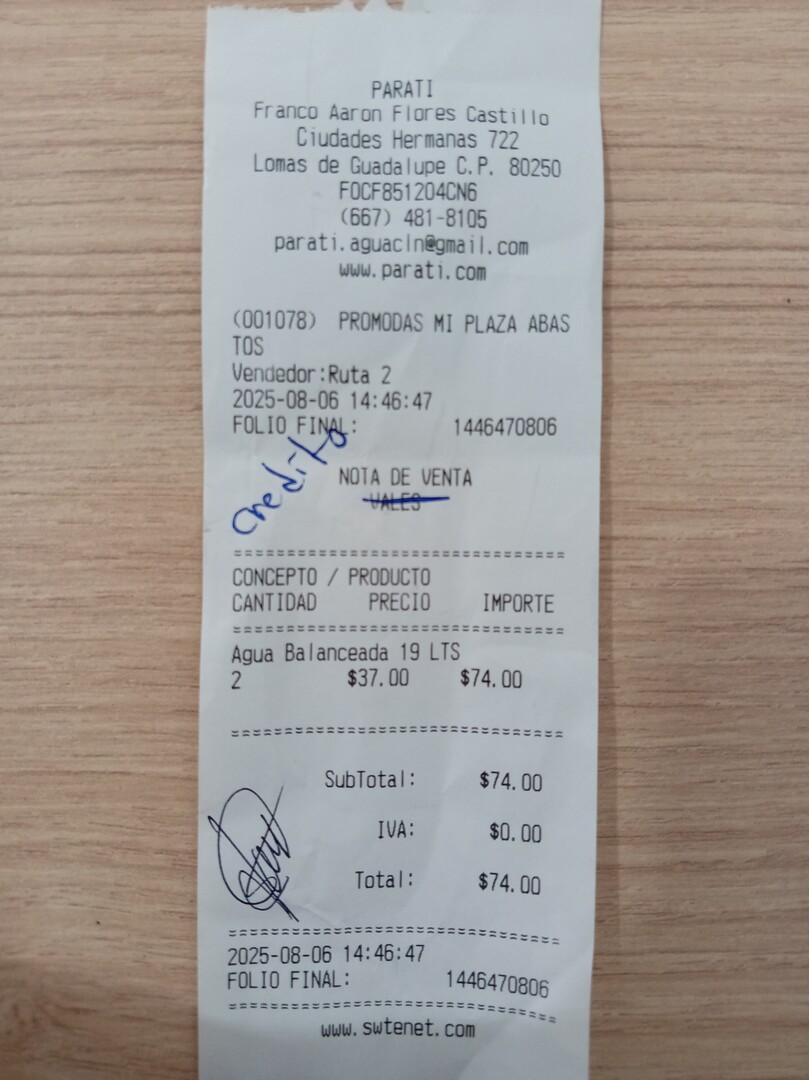 PARATI
Franco Aaron Flores Castillo
Ciudades Hermanas 722
Lomas de Guadalupe C.P. 80250
FOCF851204CN6
(667) 481-8105
parati.aguacln@gmail.com
www.parati.com
(001078) PROMODAS MI PLAZA ABAS
TOS
Vendedor:Ruta 2
2025-08-06 14:46:47
FOLIO FINAL: 1446470806
credito
NOTA DE VENTA
VALES
================================
CONCEPTO / PRODUCTO
CANTIDAD PRECIO IMPORTE
================================
Agua Balanceada 19 LTS
2 $37.00 $74.00
================================
SubTotal: $74.00
IVA: $0.00
Total: $74.00
================================
2025-08-06 14:46:47
FOLIO FINAL: 1446470806
================================
www.swtenet.com